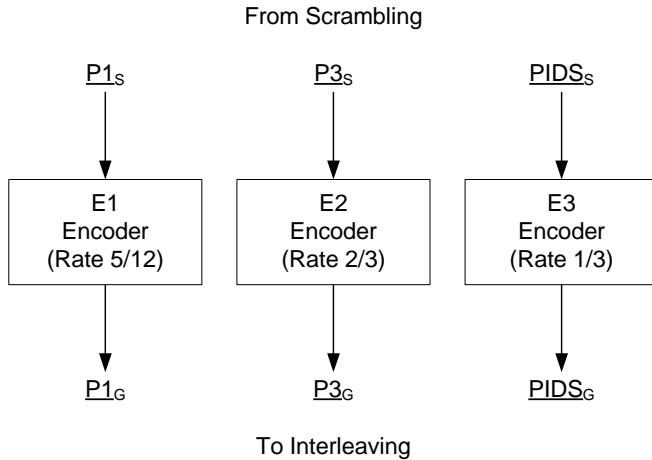 From Scrambling
P1S P3S PIDSS
E1 E2 E3
Encoder Encoder Encoder
(Rate 5/12) (Rate 2/3) (Rate 1/3)
P1G P3G PIDSG
To Interleaving